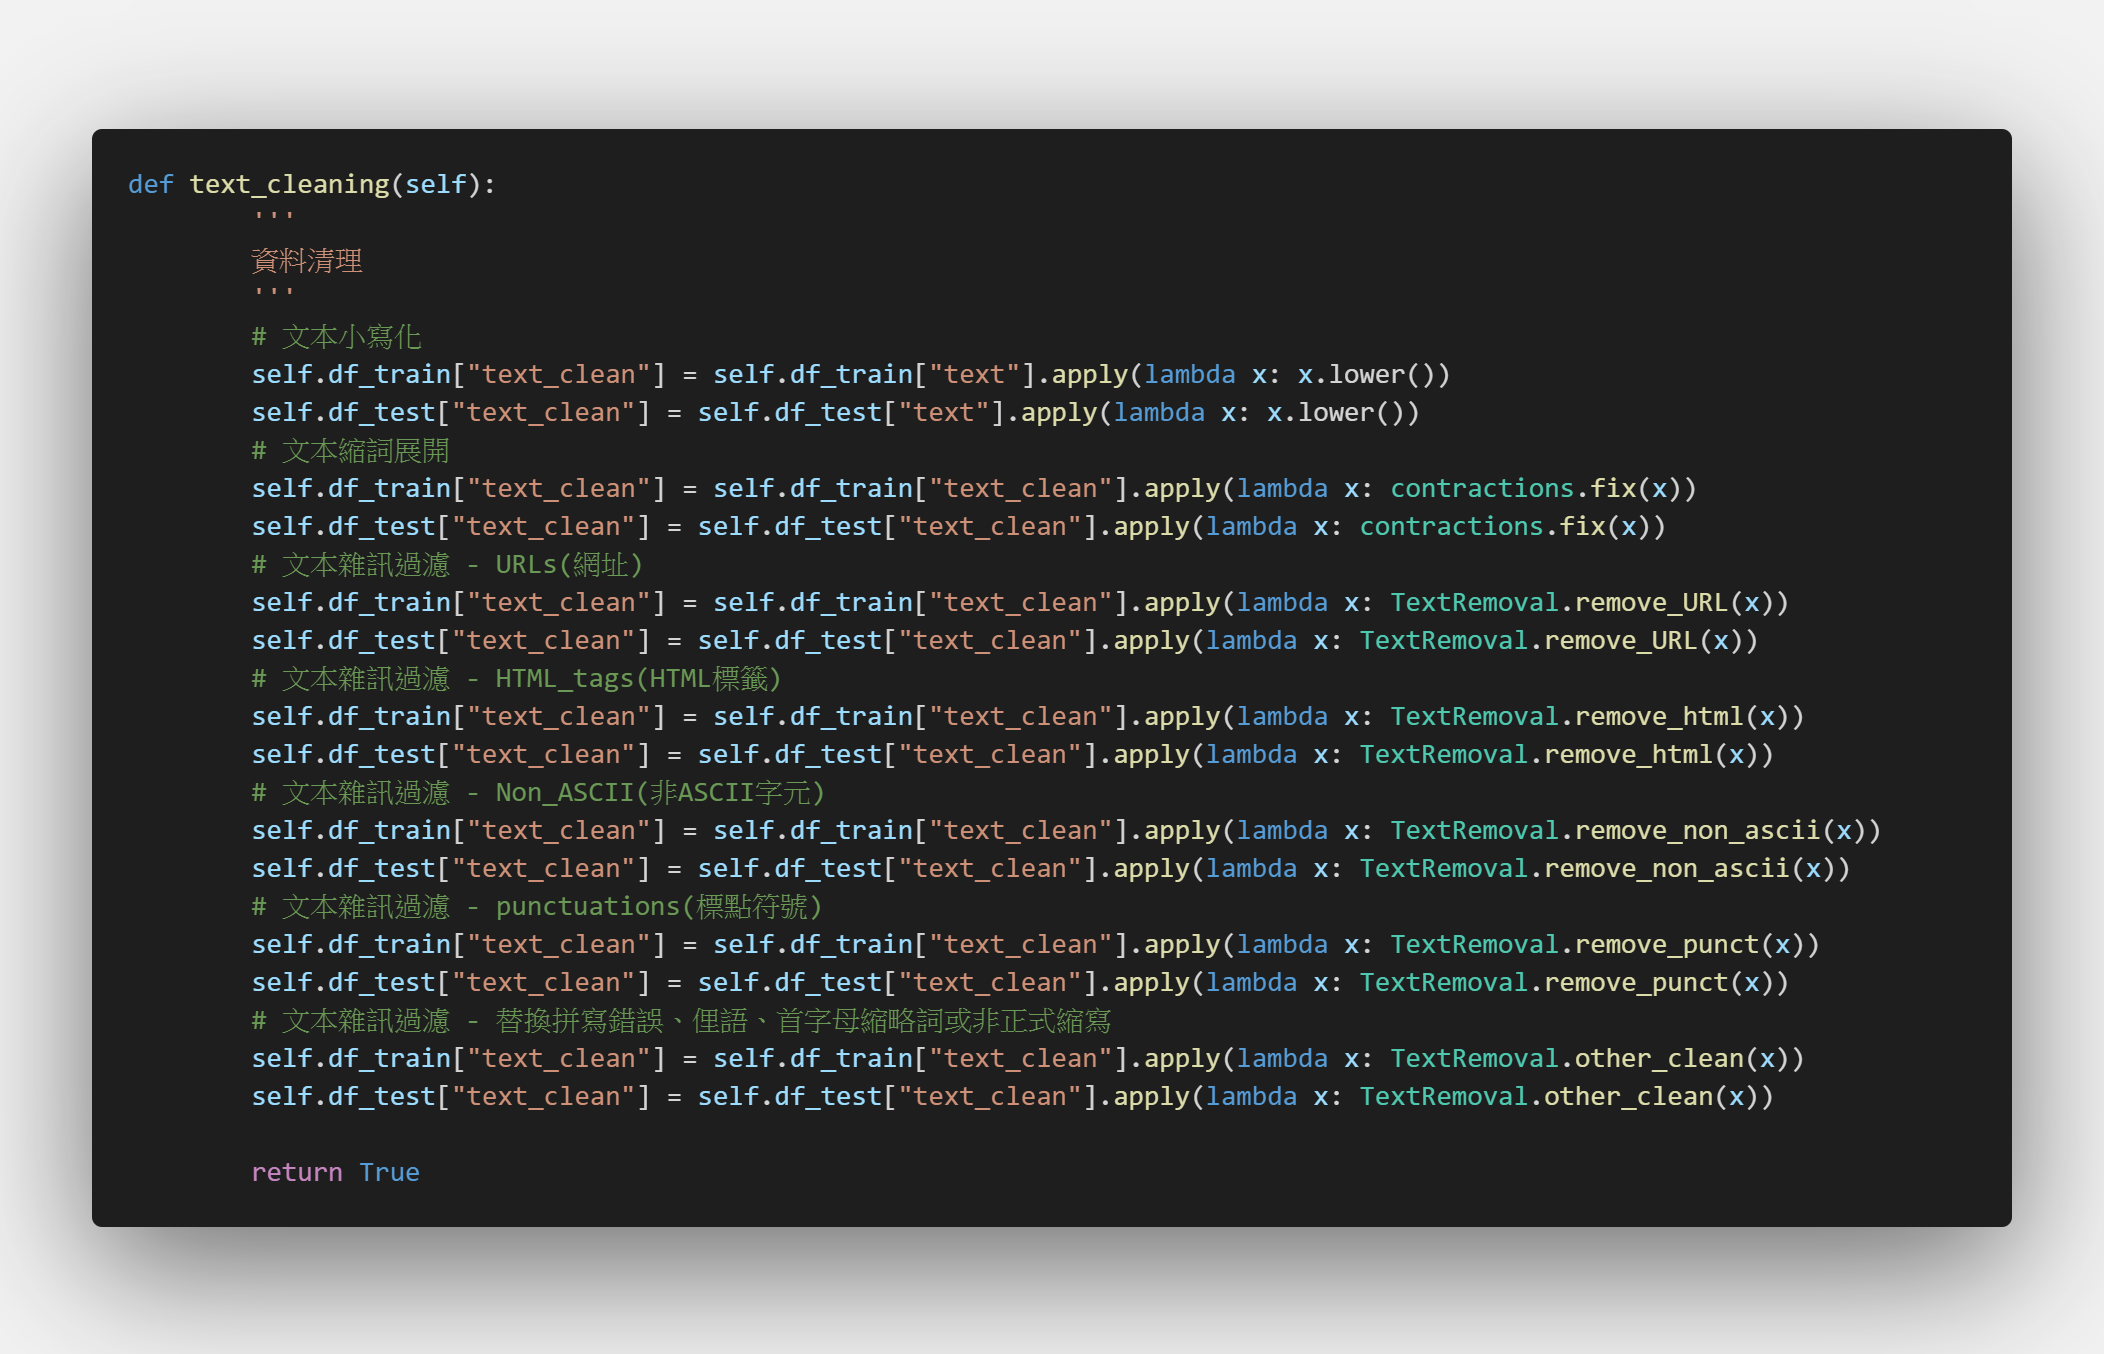 def text_cleaning(self):
        '''
        資料清理
        '''
        # 文本小寫化
        self.df_train["text_clean"] = self.df_train["text"].apply(lambda x: x.lower())
        self.df_test["text_clean"] = self.df_test["text"].apply(lambda x: x.lower())
        # 文本縮詞展開
        self.df_train["text_clean"] = self.df_train["text_clean"].apply(lambda x: contractions.fix(x))
        self.df_test["text_clean"] = self.df_test["text_clean"].apply(lambda x: contractions.fix(x))
        # 文本雜訊過濾 - URLs(網址)
        self.df_train["text_clean"] = self.df_train["text_clean"].apply(lambda x: TextRemoval.remove_URL(x))
        self.df_test["text_clean"] = self.df_test["text_clean"].apply(lambda x: TextRemoval.remove_URL(x))
        # 文本雜訊過濾 - HTML_tags(HTML標籤)
        self.df_train["text_clean"] = self.df_train["text_clean"].apply(lambda x: TextRemoval.remove_html(x))
        self.df_test["text_clean"] = self.df_test["text_clean"].apply(lambda x: TextRemoval.remove_html(x))
        # 文本雜訊過濾 - Non_ASCII(非ASCII字元)
        self.df_train["text_clean"] = self.df_train["text_clean"].apply(lambda x: TextRemoval.remove_non_ascii(x))
        self.df_test["text_clean"] = self.df_test["text_clean"].apply(lambda x: TextRemoval.remove_non_ascii(x))
        # 文本雜訊過濾 - punctuations(標點符號)
        self.df_train["text_clean"] = self.df_train["text_clean"].apply(lambda x: TextRemoval.remove_punct(x))
        self.df_test["text_clean"] = self.df_test["text_clean"].apply(lambda x: TextRemoval.remove_punct(x))
        # 文本雜訊過濾 - 替換拼寫錯誤、俚語、首字母縮略詞或非正式縮寫
        self.df_train["text_clean"] = self.df_train["text_clean"].apply(lambda x: TextRemoval.other_clean(x))
        self.df_test["text_clean"] = self.df_test["text_clean"].apply(lambda x: TextRemoval.other_clean(x))

        return True